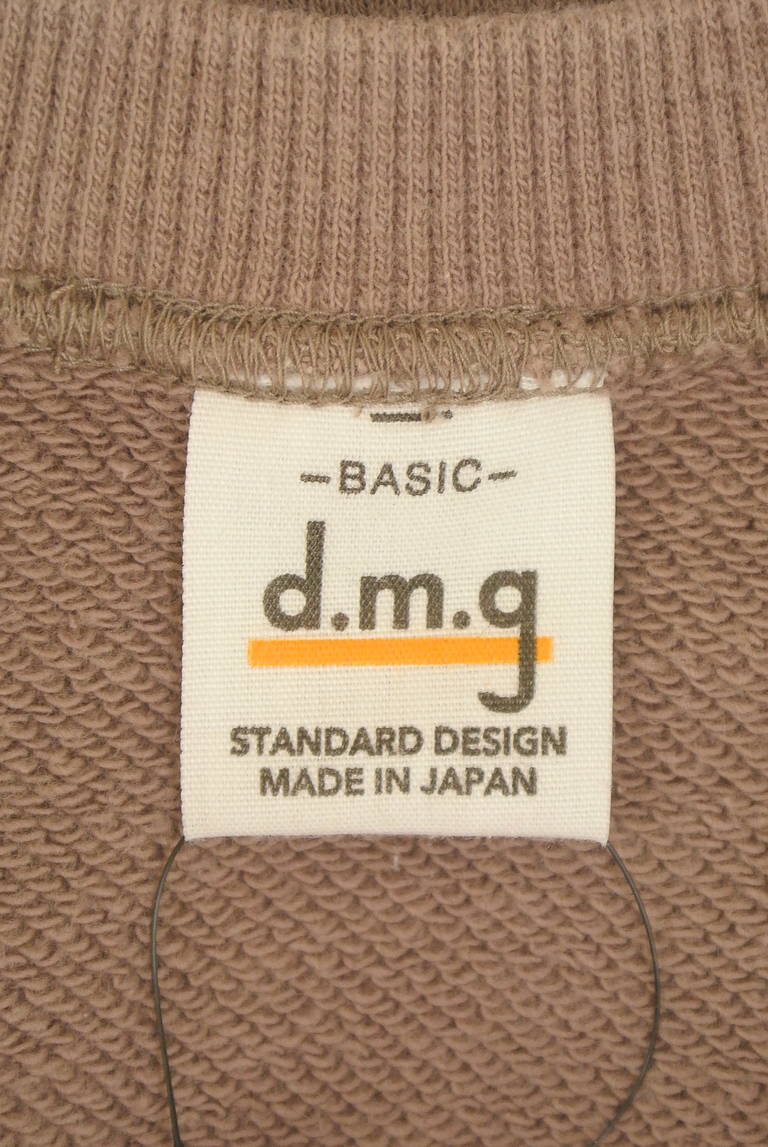 -BASIC-
d.m.g
STANDARD DESIGN
MADE IN JAPAN